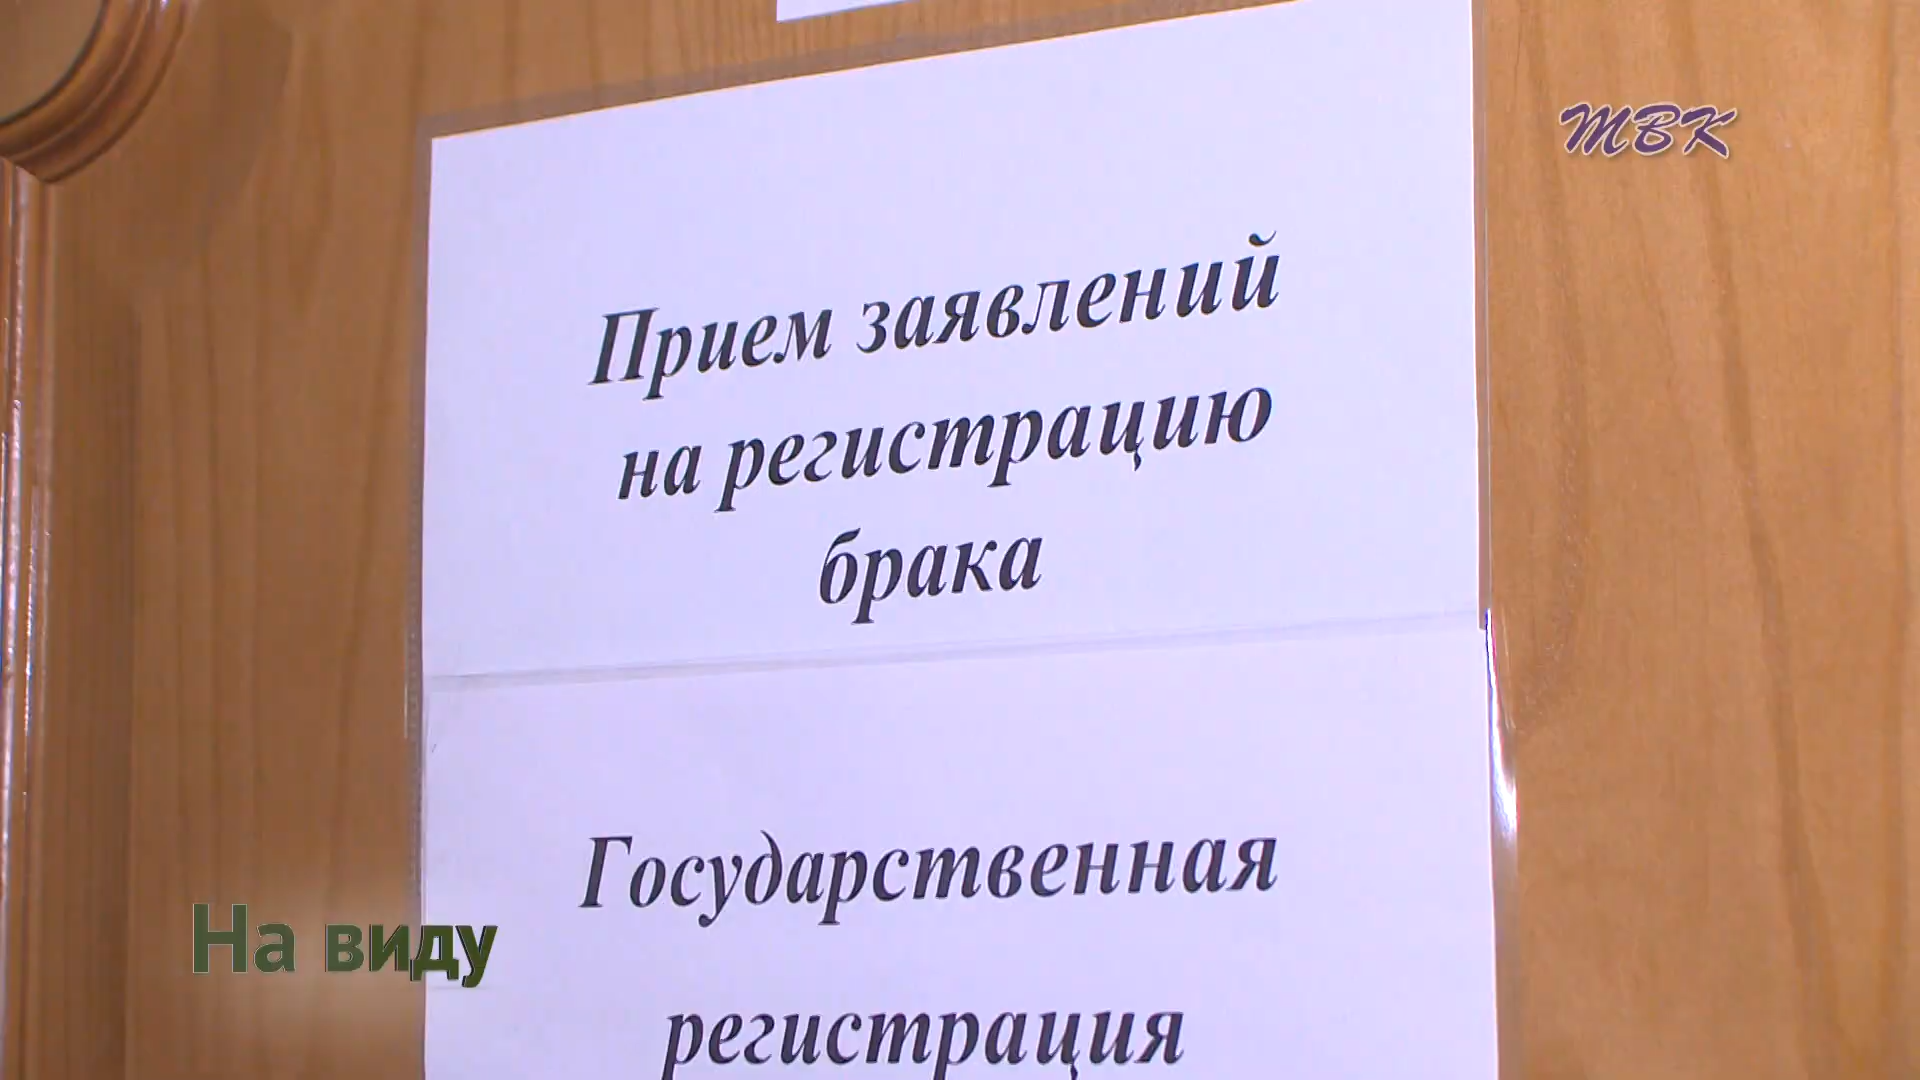 ТВК
Прием заявлений
на регистрацию
брака
Государственная
регистрация
На виду